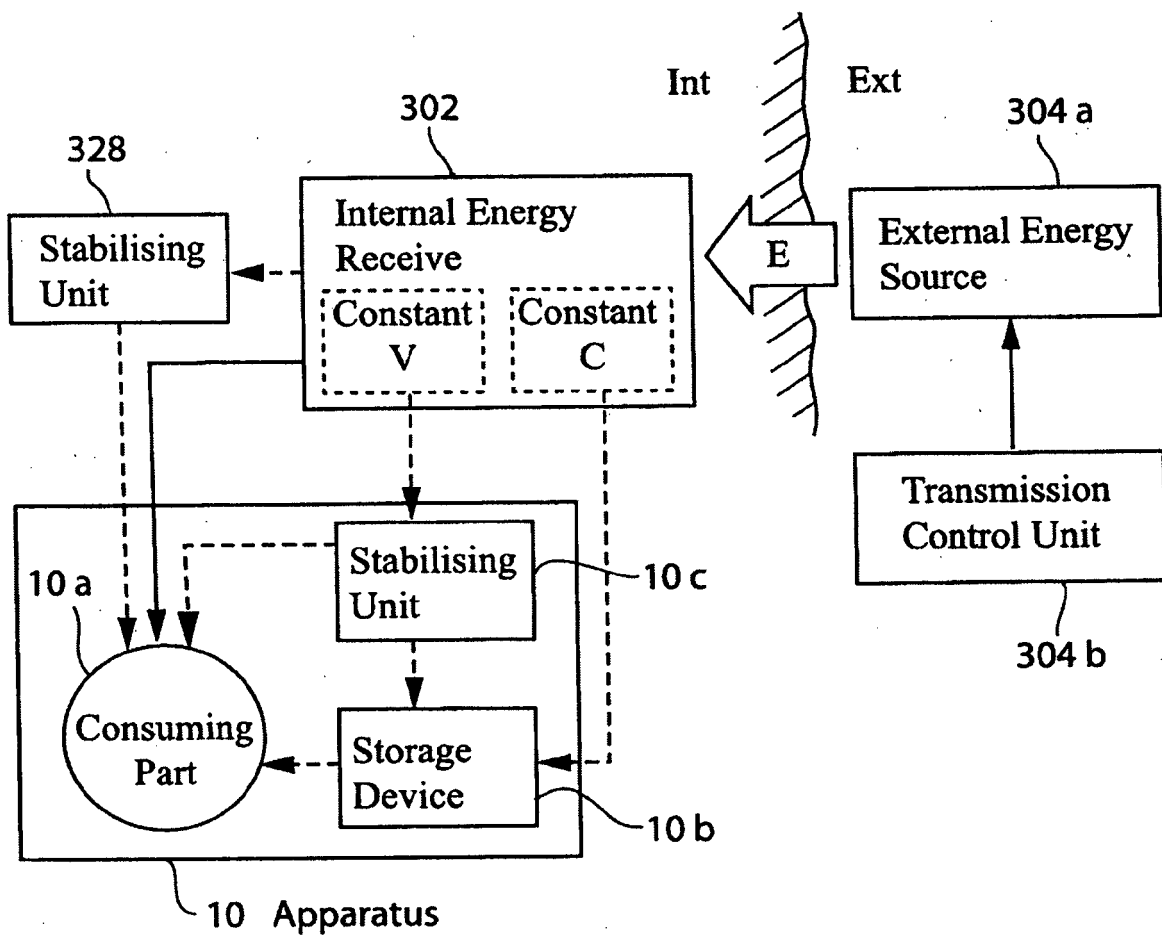 Int
Ext
302
304 a
328
Internal Energy
Receive
Constant
V
Constant
C
Stabilising
Unit
E
External Energy
Source
Transmission
Control Unit
304 b
10 a
Stabilising
Unit
10 c
Consuming
Part
Storage
Device
10 b
10 Apparatus